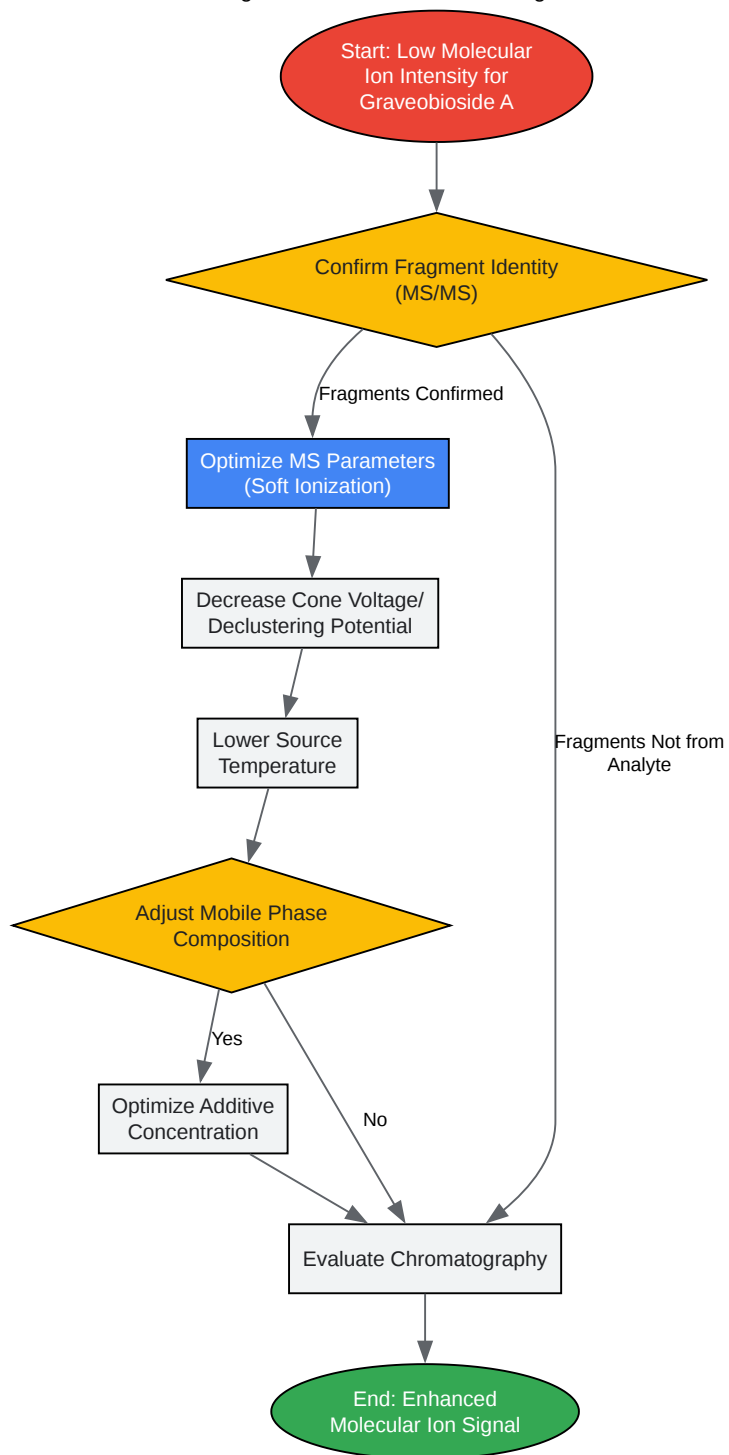 Start: Low Molecular
Ion Intensity for
Graveobioside A
Confirm Fragment Identity
(MS/MS)
Fragments Confirmed
Optimize MS Parameters
(Soft Ionization)
Decrease Cone Voltage/
Declustering Potential
Lower Source
Temperature
Fragments Not from
Analyte
Adjust Mobile Phase
Composition
Yes
Optimize Additive
Concentration
No
Evaluate Chromatography
End: Enhanced
Molecular Ion Signal